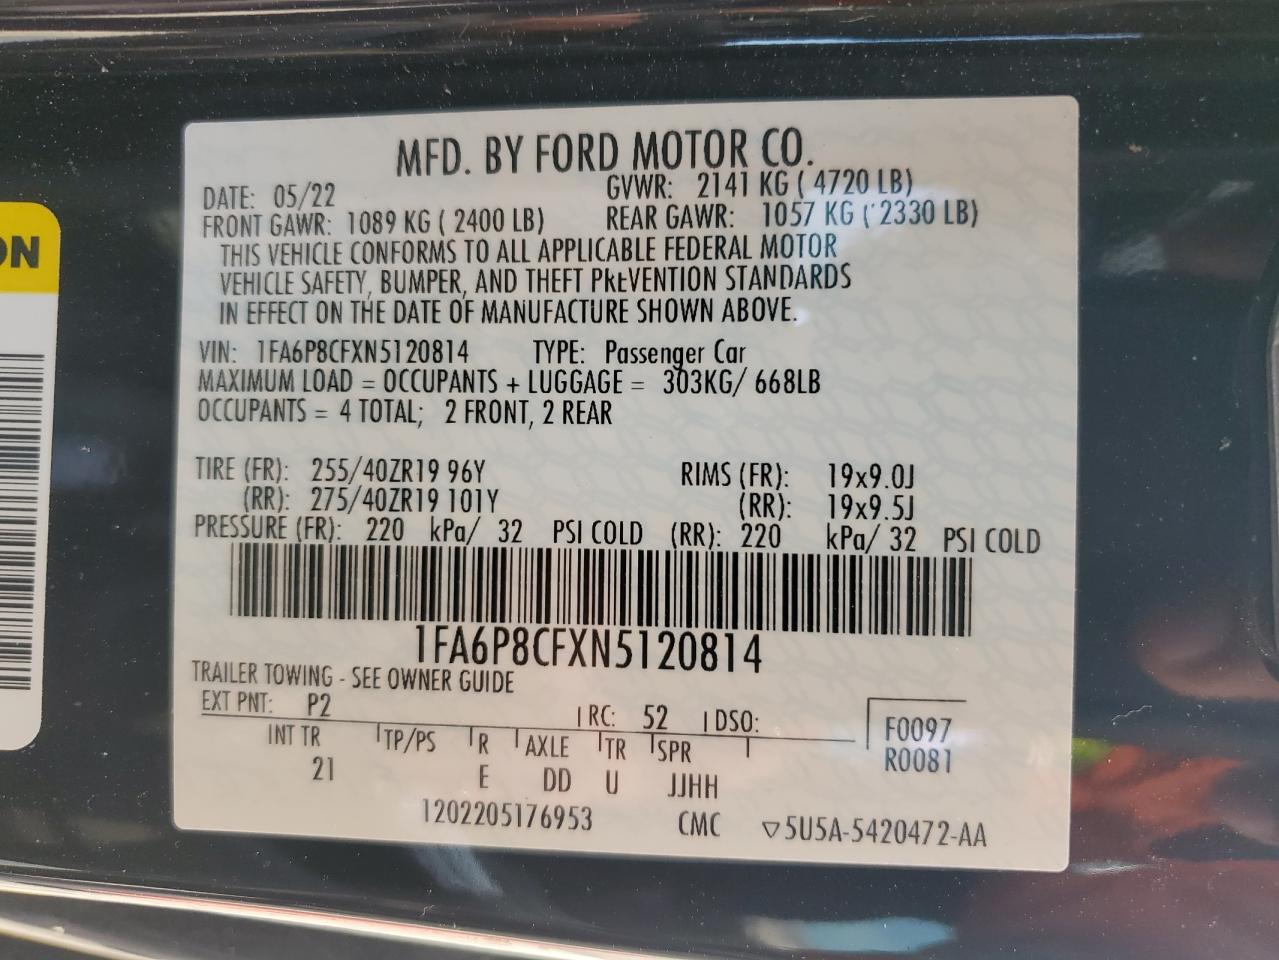 ON
MFD. BY FORD MOTOR CO.
DATE: 05/22 GVWR: 2141 KG ( 4720 LB)
FRONT GAWR: 1089 KG ( 2400 LB) REAR GAWR: 1057 KG ( 2330 LB)
THIS VEHICLE CONFORMS TO ALL APPLICABLE FEDERAL MOTOR
VEHICLE SAFETY, BUMPER, AND THEFT PREVENTION STANDARDS
IN EFFECT ON THE DATE OF MANUFACTURE SHOWN ABOVE.
VIN: 1FA6P8CFXN5120814 TYPE: Passenger Car
MAXIMUM LOAD = OCCUPANTS + LUGGAGE = 303KG/ 668LB
OCCUPANTS = 4 TOTAL; 2 FRONT, 2 REAR
TIRE (FR): 255/40ZR19 96Y RIMS (FR): 19x9.0J
(RR): 275/40ZR19 101Y (RR): 19x9.5J
PRESSURE (FR): 220 kPa/ 32 PSI COLD (RR): 220 kPa/ 32 PSI COLD
1FA6P8CFXN5120814
TRAILER TOWING - SEE OWNER GUIDE
EXT PNT: P2 RC: 52 DSO:
F0097
INT TR TP/PS R AXLE TR SPR
R0081
21 E DD U JJHH
1202205176953 CMC ▽5U5A-5420472-AA